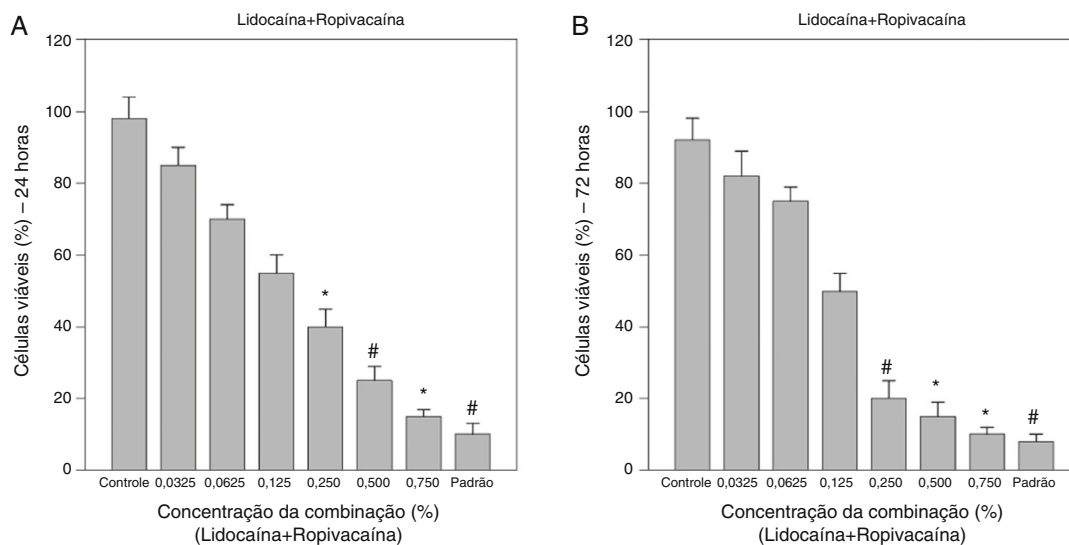 A
Lidocaína+Ropivacaína
Células viáveis (%) – 24 horas
120
100
80
60
40
20
0
*
#
*
#
Controle 0,0325 0,0625 0,125 0,250 0,500 0,750 Padrão
Concentração da combinação (%)
(Lidocaína+Ropivacaína)
B
Lidocaína+Ropivacaína
Células viáveis (%) – 72 horas
120
100
80
60
40
20
0
#
*
*
#
Controle 0,0325 0,0625 0,125 0,250 0,500 0,750 Padrão
Concentração da combinação (%)
(Lidocaína+Ropivacaína)